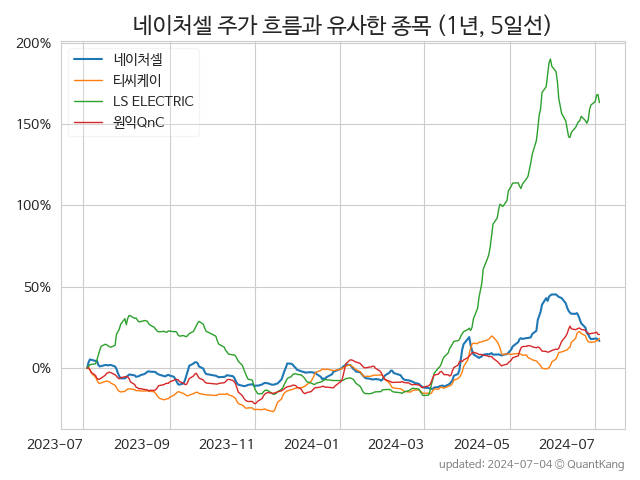 네이처셀 주가 흐름과 유사한 종목 (1년, 5일선)
네이처셀
티씨케이
LS ELECTRIC
원익QnC
200%
150%
100%
50%
0%
2023-07 2023-09 2023-11 2024-01 2024-03 2024-05 2024-07
updated: 2024-07-04 © QuantKang